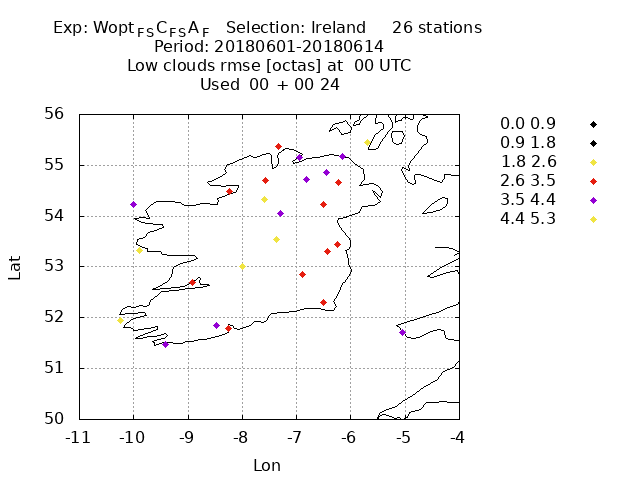 Exp: Wopt FS C FS A F Selection: Ireland 26 stations
Period: 20180601-20180614
Low clouds rmse [octas] at 00 UTC
Used 00 + 00 24
56
55
54
53
52
51
50
-11 -10 -9 -8 -7 -6 -5 -4
Lat
Lon
0.0 0.9
0.9 1.8
1.8 2.6
2.6 3.5
3.5 4.4
4.4 5.3